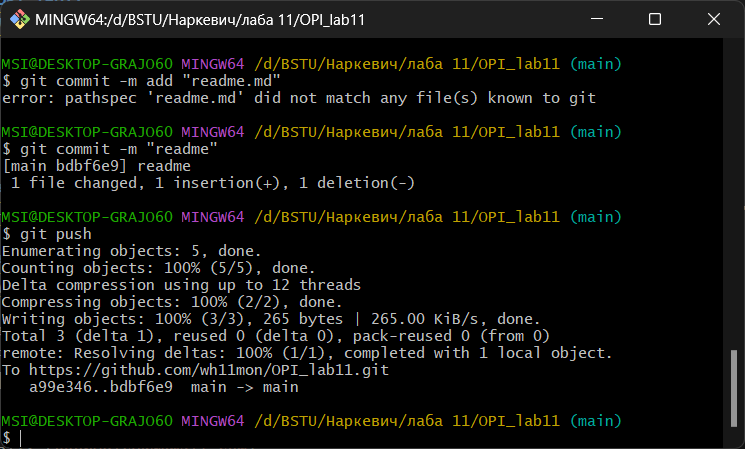 MINGW64:/d/BSTU/Наркевич/лаба 11/OPI_lab11
MSI@DESKTOP-GRAJO60 MINGW64 /d/BSTU/Наркевич/лаба 11/OPI_lab11 (main)
$ git commit -m add "readme.md"
error: pathspec 'readme.md' did not match any file(s) known to git
MSI@DESKTOP-GRAJO60 MINGW64 /d/BSTU/Наркевич/лаба 11/OPI_lab11 (main)
$ git commit -m "readme"
[main bdbf6e9] readme
 1 file changed, 1 insertion(+), 1 deletion(-)
MSI@DESKTOP-GRAJO60 MINGW64 /d/BSTU/Наркевич/лаба 11/OPI_lab11 (main)
$ git push
Enumerating objects: 5, done.
Counting objects: 100% (5/5), done.
Delta compression using up to 12 threads
Compressing objects: 100% (2/2), done.
Writing objects: 100% (3/3), 265 bytes | 265.00 KiB/s, done.
Total 3 (delta 1), reused 0 (delta 0), pack-reused 0 (from 0)
remote: Resolving deltas: 100% (1/1), completed with 1 local object.
To https://github.com/wh11mon/OPI_lab11.git
   a99e346..bdbf6e9  main -> main
MSI@DESKTOP-GRAJO60 MINGW64 /d/BSTU/Наркевич/лаба 11/OPI_lab11 (main)
$